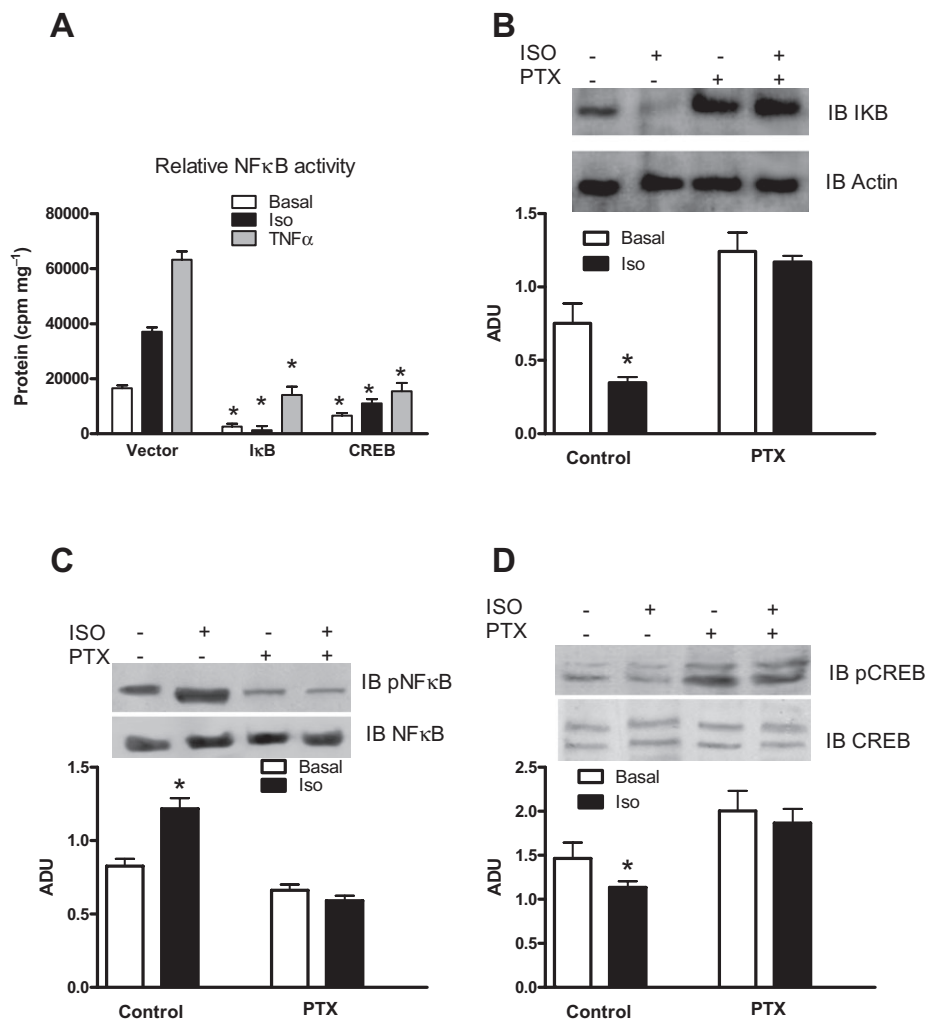 A
Relative NFκB activity
Basal
Iso
TNFα
Protein (cpm mg⁻¹)
80000
60000
40000
20000
0
* * *
* * *
Vector IκB CREB
B
ISO - + - +
PTX - - + +
IB IKB
IB Actin
Basal
Iso
ADU
1.5
1.0
0.5
0.0
*
Control PTX
C
ISO - + - +
PTX - - + +
IB pNFκB
IB NFκB
Basal
Iso
ADU
1.5
1.0
0.5
0.0
*
Control PTX
D
ISO - + - +
PTX - - + +
IB pCREB
IB CREB
Basal
Iso
ADU
2.5
2.0
1.5
1.0
0.5
0.0
*
Control PTX